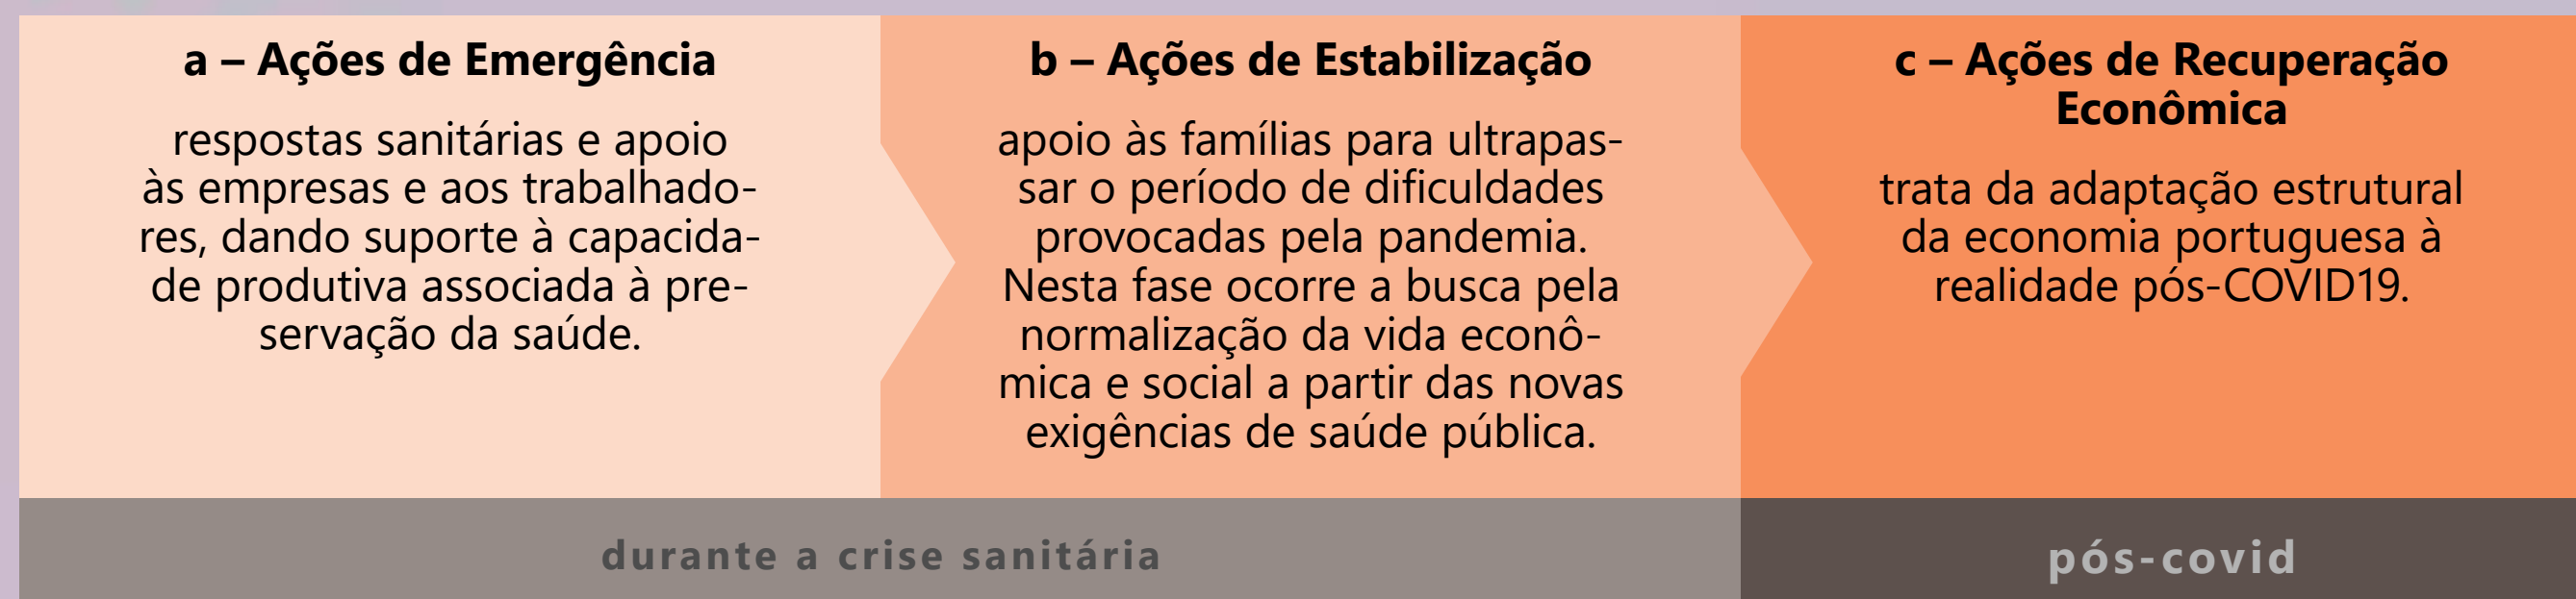 a – Ações de Emergência
respostas sanitárias e apoio
às empresas e aos trabalhado-
res, dando suporte à capacida-
de produtiva associada à pre-
servação da saúde.
b – Ações de Estabilização
apoio às famílias para ultrapas-
sar o período de dificuldades
provocadas pela pandemia.
Nesta fase ocorre a busca pela
normalização da vida econô-
mica e social a partir das novas
exigências de saúde pública.
c – Ações de Recuperação
Econômica
trata da adaptação estrutural
da economia portuguesa à
realidade pós-COVID19.
durante a crise sanitária
pós-covid